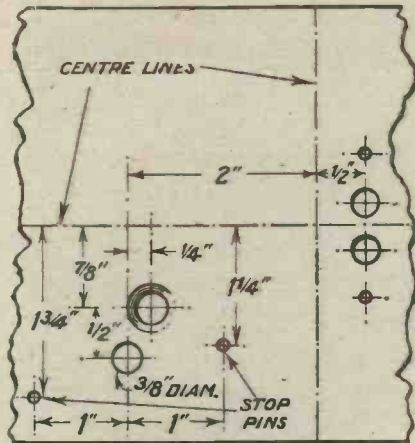 CENTRE LINES
2"
1/2"
7/8"
1/4"
1 1/4"
1 3/4"
1/2"
3/8" DIAM.
1"
1"
STOP
PINS